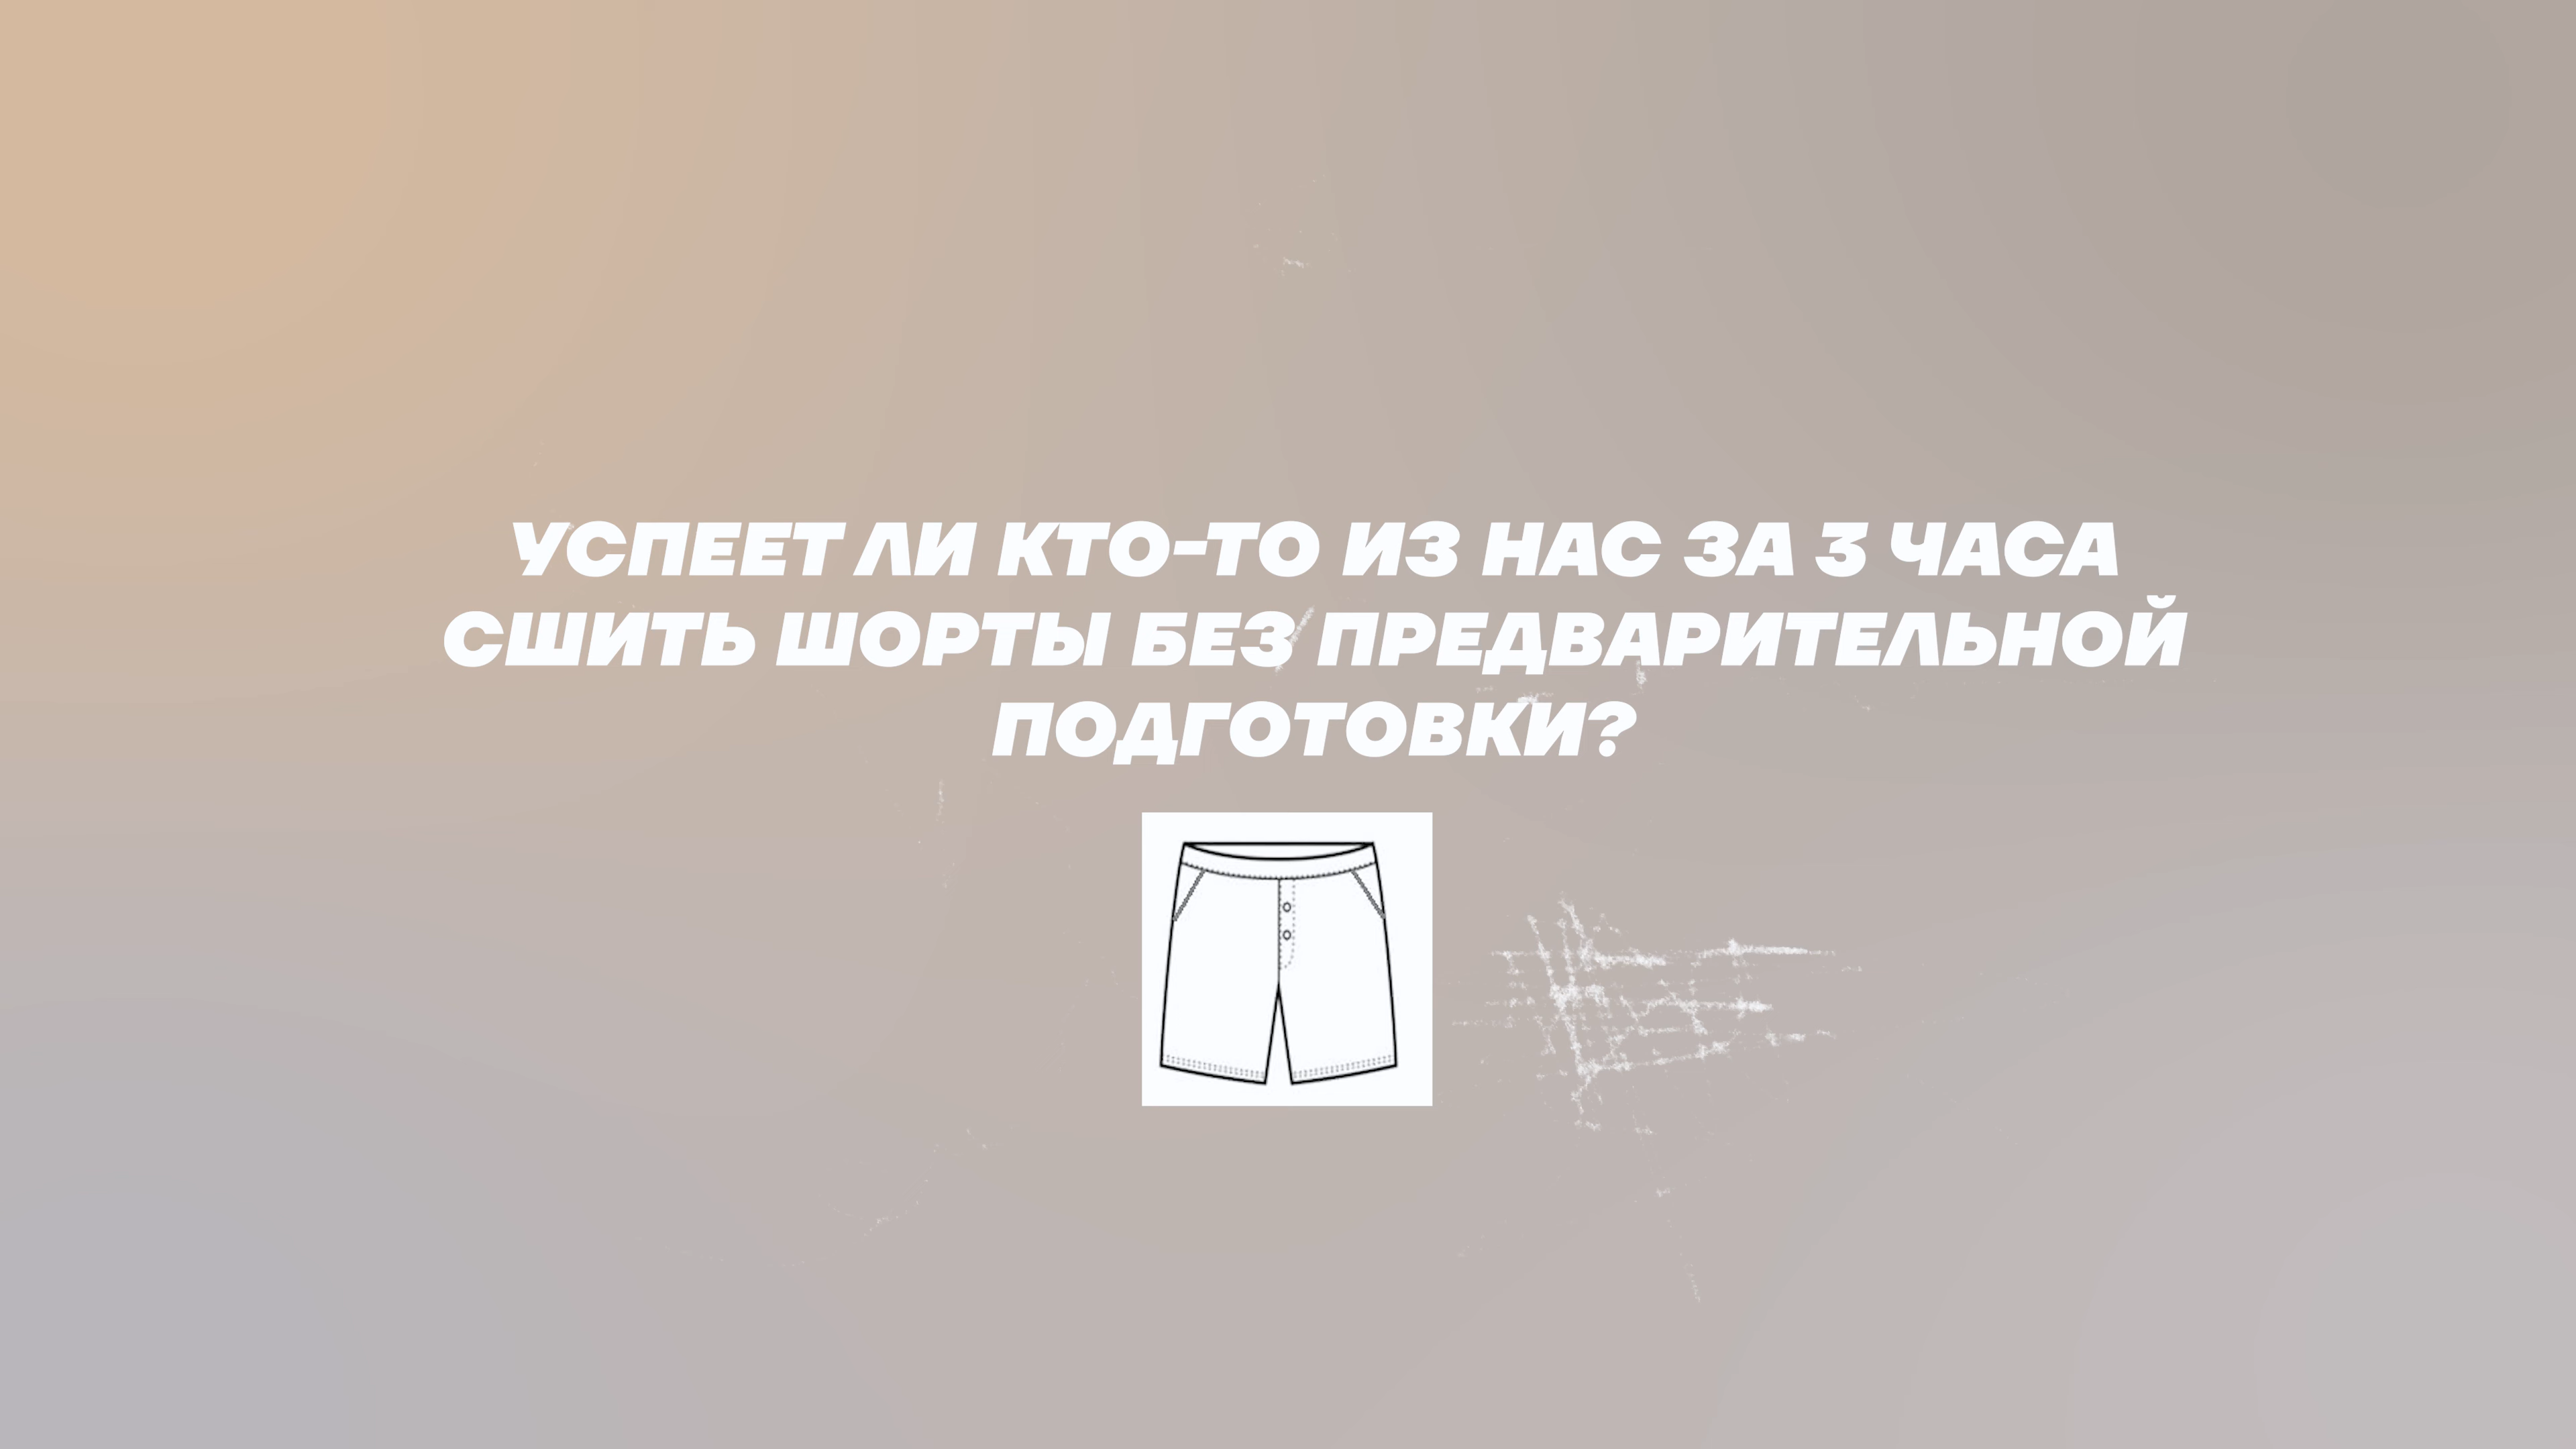 УСПЕЕТ ЛИ КТО-ТО ИЗ НАС ЗА 3 ЧАСА
СШИТЬ ШОРТЫ БЕЗ ПРЕДВАРИТЕЛЬНОЙ
ПОДГОТОВКИ?